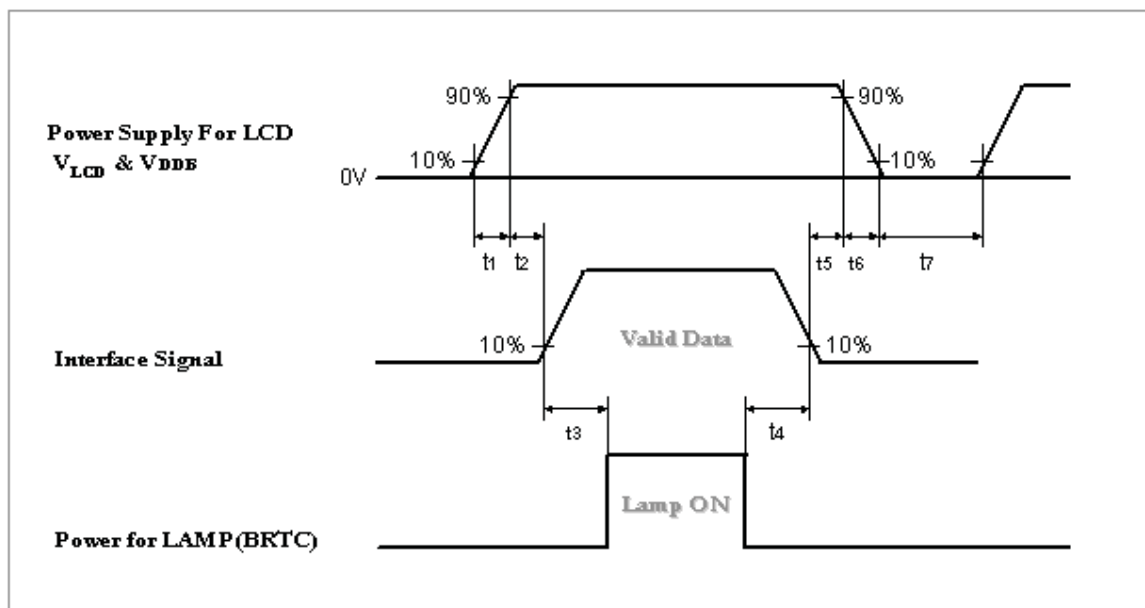 90%
90%
Power Supply For LCD
VLCD & VDDB
10%
10%
0V
t1
t2
t5
t6
t7
Valid Data
10%
10%
Interface Signal
t3
t4
Lamp ON
Power for LAMP(BRTC)